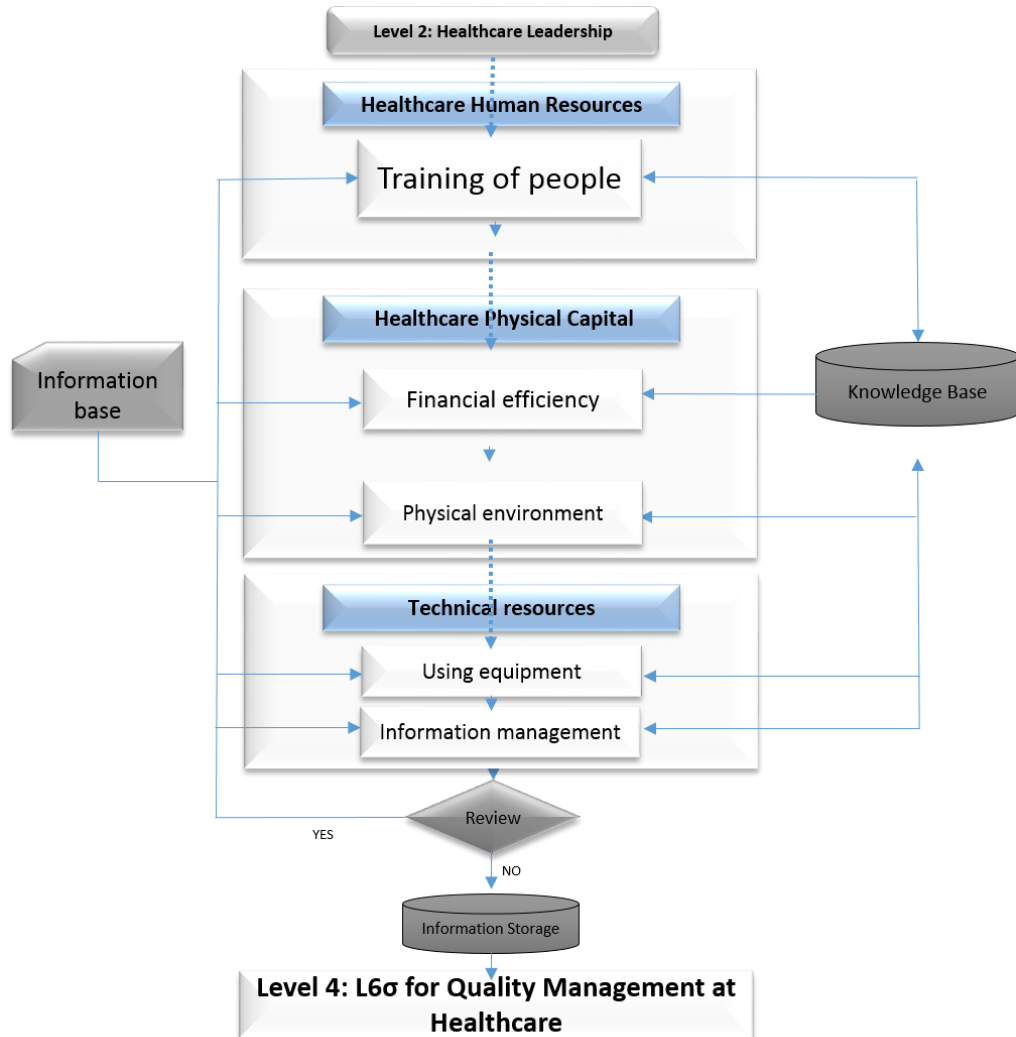 Level 2: Healthcare Leadership
Healthcare Human Resources
Training of people
Healthcare Physical Capital
Information
base
Financial efficiency
Knowledge Base
Physical environment
Technical resources
Using equipment
Information management
Review
YES
NO
Information Storage
Level 4: L6σ for Quality Management at
Healthcare